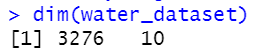 > dim(water_dataset)
[1] 3276   10